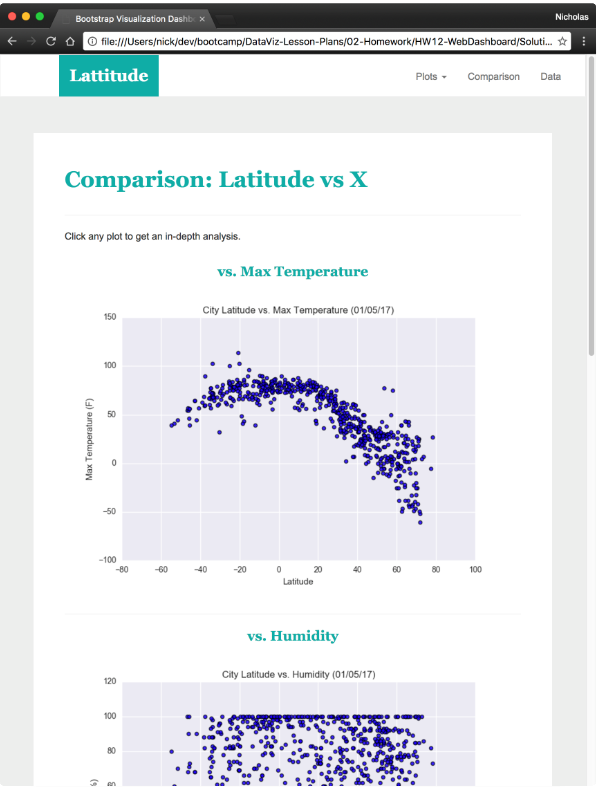 Bootstrap Visualization Dashb
Nicholas
file:///Users/nick/dev/bootcamp/DataViz-Lesson-Plans/02-Homework/HW12-WebDashboard/Soluti...
Lattitude
Plots
Comparison
Data
Comparison: Latitude vs X
Click any plot to get an in-depth analysis.
vs. Max Temperature
City Latitude vs. Max Temperature (01/05/17)
150
100
50
0
−50
−100
Max Temperature (F)
−80 −60 −40 −20 0 20 40 60 80 100
Latitude
vs. Humidity
City Latitude vs. Humidity (01/05/17)
120
100
80
60
%)